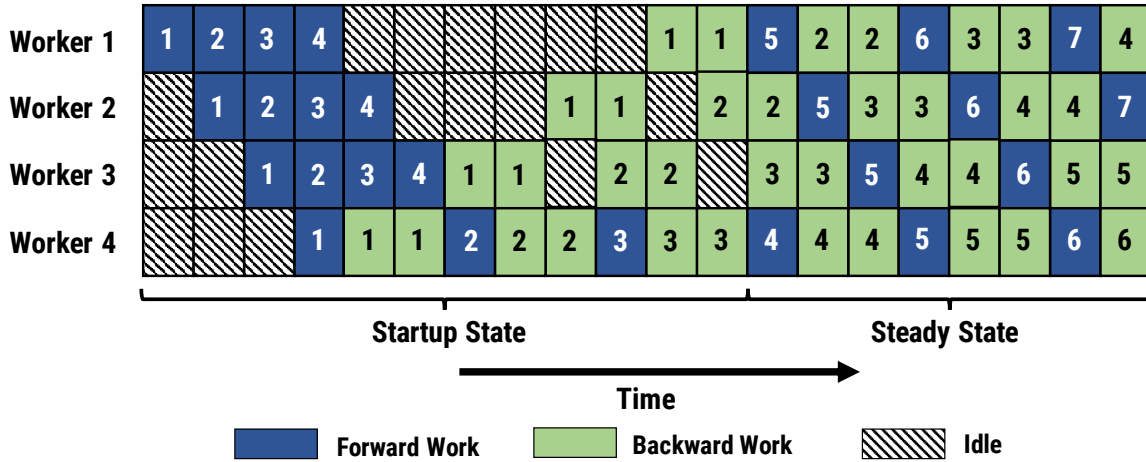 Worker 1 1 2 3 4 1 1 5 2 2 6 3 3 7 4
Worker 2 1 2 3 4 1 1 2 2 5 3 3 6 4 4 7
Worker 3 1 2 3 4 1 1 2 2 3 3 5 4 4 6 5 5
Worker 4 1 1 1 2 2 2 3 3 3 4 4 4 5 5 5 6 6
Startup State Steady State
Time
Forward Work Backward Work Idle